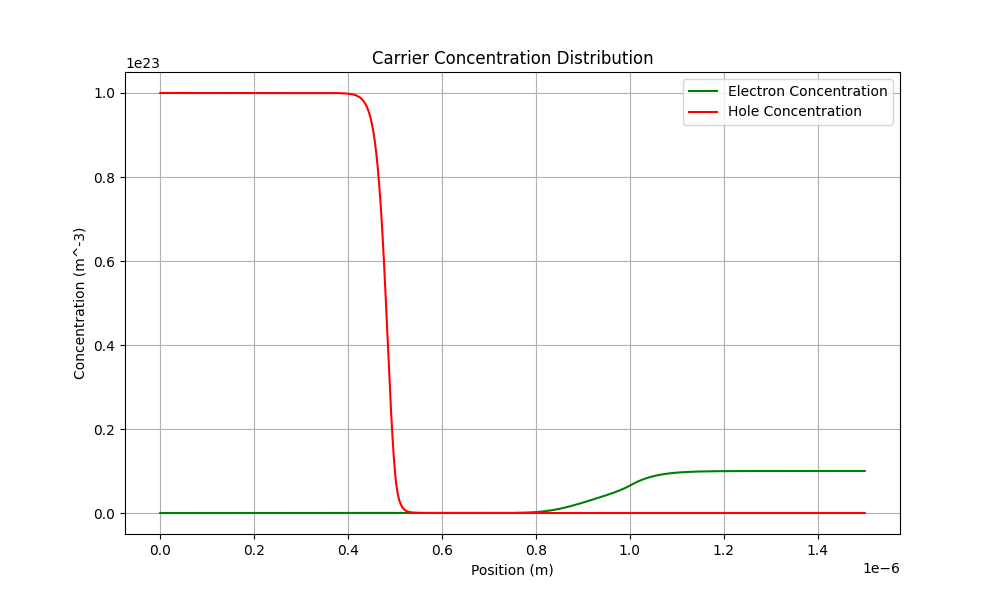 Carrier Concentration Distribution
1e23
Electron Concentration
Hole Concentration
1.0
0.8
0.6
0.4
0.2
0.0
Concentration (m^-3)
0.0 0.2 0.4 0.6 0.8 1.0 1.2 1.4
Position (m)
1e−6